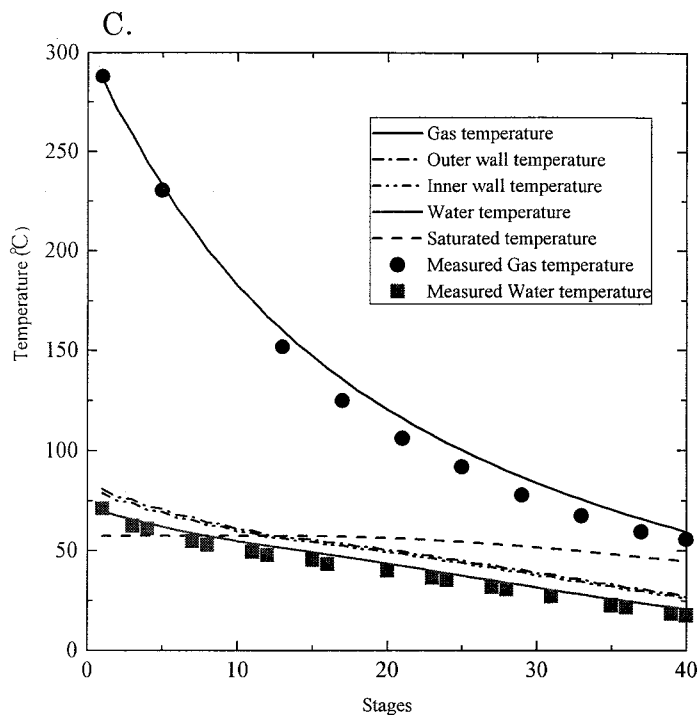 C.
300
250
200
150
100
50
0
0
10
20
30
40
Temperature (°C)
Stages
Gas temperature
Outer wall temperature
Inner wall temperature
Water temperature
Saturated temperature
Measured Gas temperature
Measured Water temperature